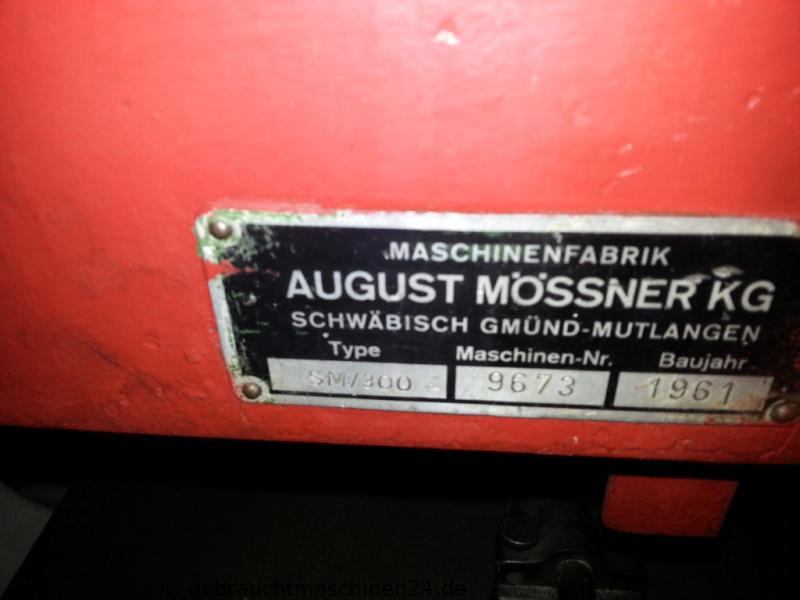 MASCHINENFABRIK
AUGUST MÖSSNER KG
SCHWÄBISCH GMÜND-MUTLANGEN
Type Maschinen-Nr. Baujahr
SM/300 9673 1961
© gebrauchtmaschinen24.de